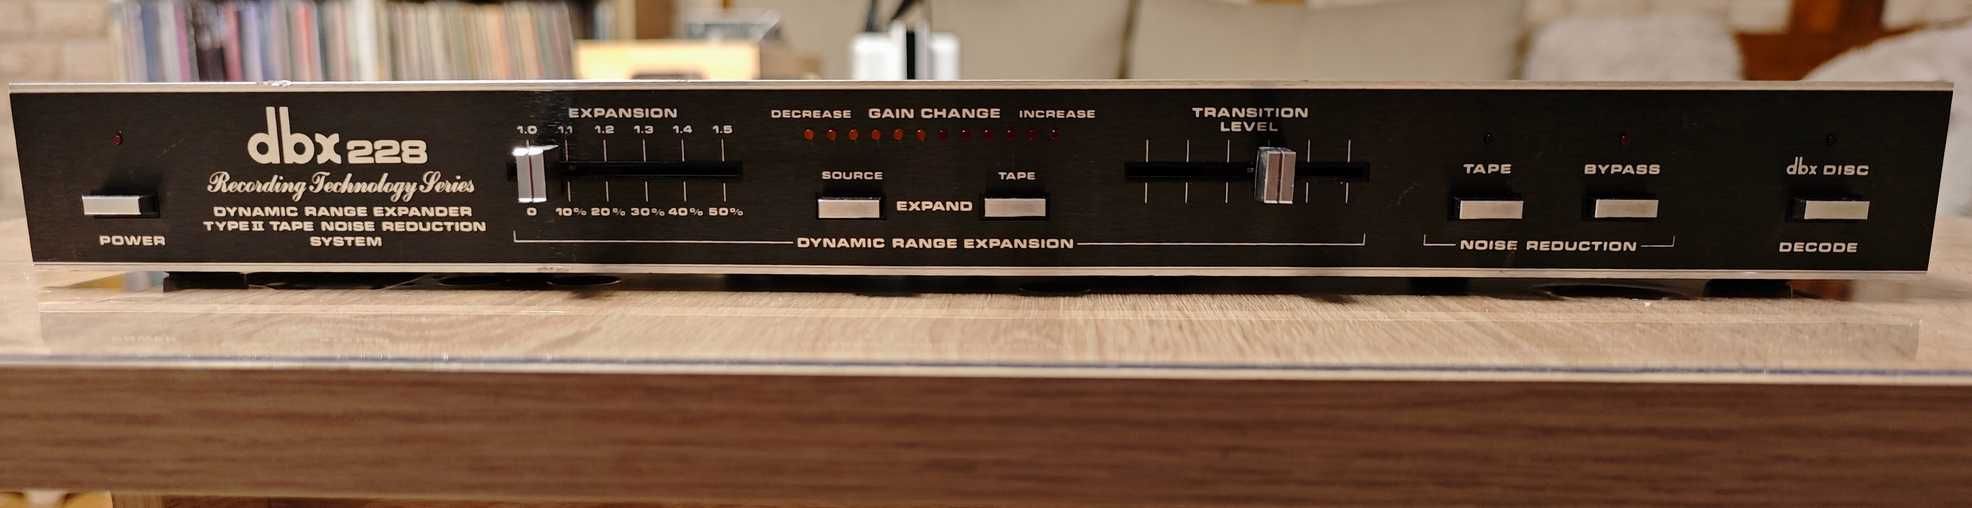 dbx 228
Recording Technology Series
DYNAMIC RANGE EXPANDER
TYPE II TAPE NOISE REDUCTION
SYSTEM
POWER
EXPANSION
1.0 1.1 1.2 1.3 1.4 1.5
0 10% 20% 30% 40% 50%
DECREASE GAIN CHANGE INCREASE
SOURCE
EXPAND
TAPE
DYNAMIC RANGE EXPANSION
TRANSITION
LEVEL
TAPE
BYPASS
NOISE REDUCTION
dbx DISC
DECODE